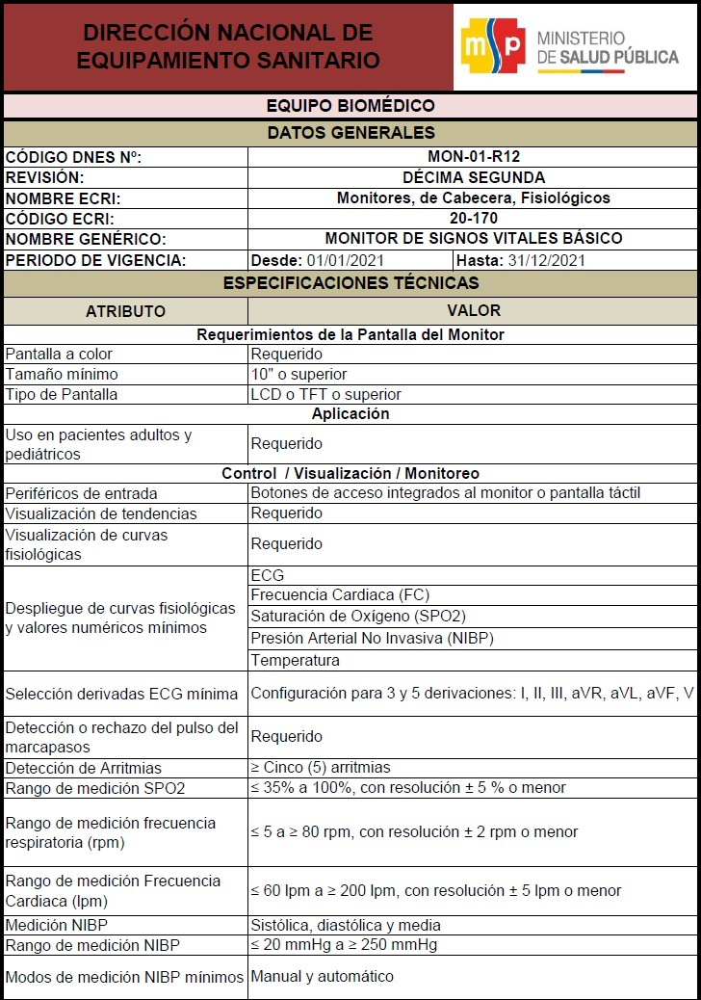 DIRECCIÓN NACIONAL DE
EQUIPAMIENTO SANITARIO
msp
MINISTERIO
DE SALUD PÚBLICA
EQUIPO BIOMÉDICO
DATOS GENERALES
CÓDIGO DNES Nº: MON-01-R12
REVISIÓN: DÉCIMA SEGUNDA
NOMBRE ECRI: Monitores, de Cabecera, Fisiológicos
CÓDIGO ECRI: 20-170
NOMBRE GENÉRICO: MONITOR DE SIGNOS VITALES BÁSICO
PERIODO DE VIGENCIA: Desde: 01/01/2021 Hasta: 31/12/2021
ESPECIFICACIONES TÉCNICAS
ATRIBUTO VALOR
Requerimientos de la Pantalla del Monitor
Pantalla a color Requerido
Tamaño mínimo 10" o superior
Tipo de Pantalla LCD o TFT o superior
Aplicación
Uso en pacientes adultos y
pediátricos
Requerido
Control / Visualización / Monitoreo
Periféricos de entrada Botones de acceso integrados al monitor o pantalla táctil
Visualización de tendencias Requerido
Visualización de curvas
fisiológicas
Requerido
Despliegue de curvas fisiológicas
y valores numéricos mínimos
ECG
Frecuencia Cardiaca (FC)
Saturación de Oxígeno (SPO2)
Presión Arterial No Invasiva (NIBP)
Temperatura
Selección derivadas ECG mínima Configuración para 3 y 5 derivaciones: I, II, III, aVR, aVL, aVF, V
Detección o rechazo del pulso del
marcapasos
Requerido
Detección de Arritmias ≥ Cinco (5) arritmias
Rango de medición SPO2 ≤ 35% a 100%, con resolución ± 5 % o menor
Rango de medición frecuencia
respiratoria (rpm)
≤ 5 a ≥ 80 rpm, con resolución ± 2 rpm o menor
Rango de medición Frecuencia
Cardiaca (lpm)
≤ 60 lpm a ≥ 200 lpm, con resolución ± 5 lpm o menor
Medición NIBP Sistólica, diastólica y media
Rango de medición NIBP ≤ 20 mmHg a ≥ 250 mmHg
Modos de medición NIBP mínimos Manual y automático